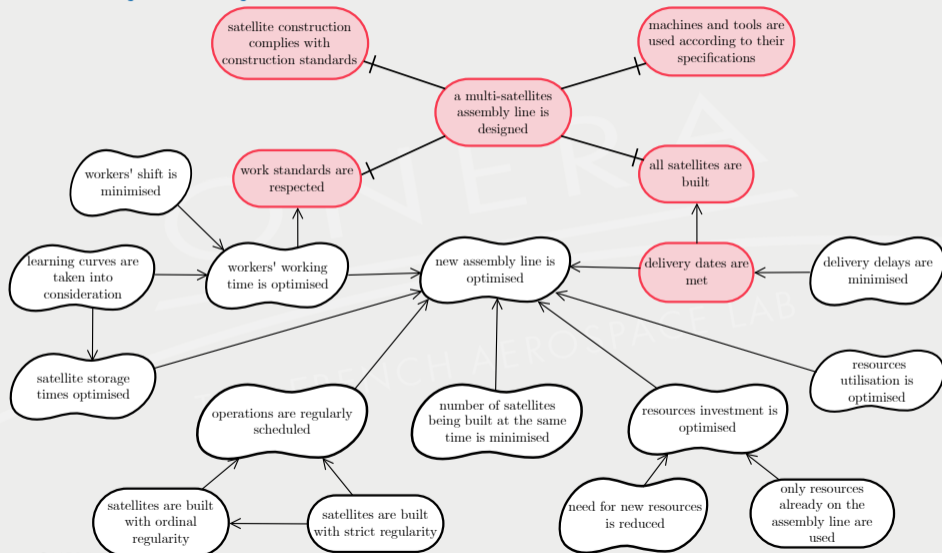 satellite construction
complies with
construction standards
machines and tools are
used according to their
specifications
a multi-satellites
assembly line is
designed
work standards are
respected
all satellites are
built
workers' shift is
minimised
learning curves are
taken into
consideration
workers' working
time is optimised
new assembly line is
optimised
delivery dates are
met
delivery delays are
minimised
satellite storage
times optimised
operations are regularly
scheduled
number of satellites
being built at the same
time is minimised
resources investment is
optimised
resources
utilisation is
optimised
satellites are built
with ordinal
regularity
satellites are built
with strict regularity
need for new resources
is reduced
only resources
already on the
assembly line are
used
ONERA
FRENCH AEROSPACE LAB